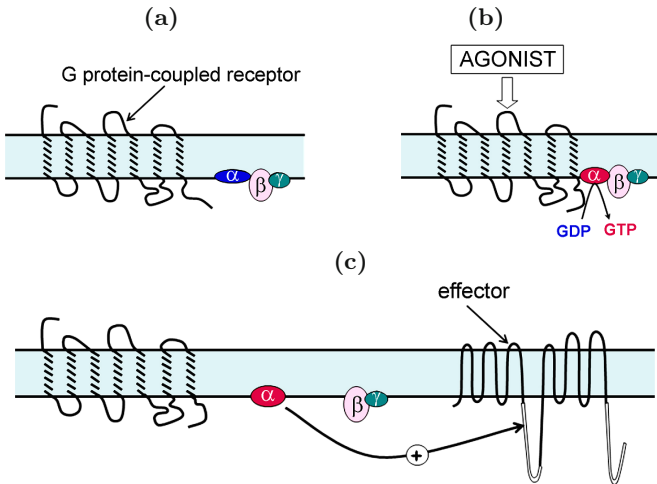 (a)
G protein-coupled receptor
α
β
γ
(b)
AGONIST
α
β
γ
GDP GTP
(c)
effector
α
β
γ
+